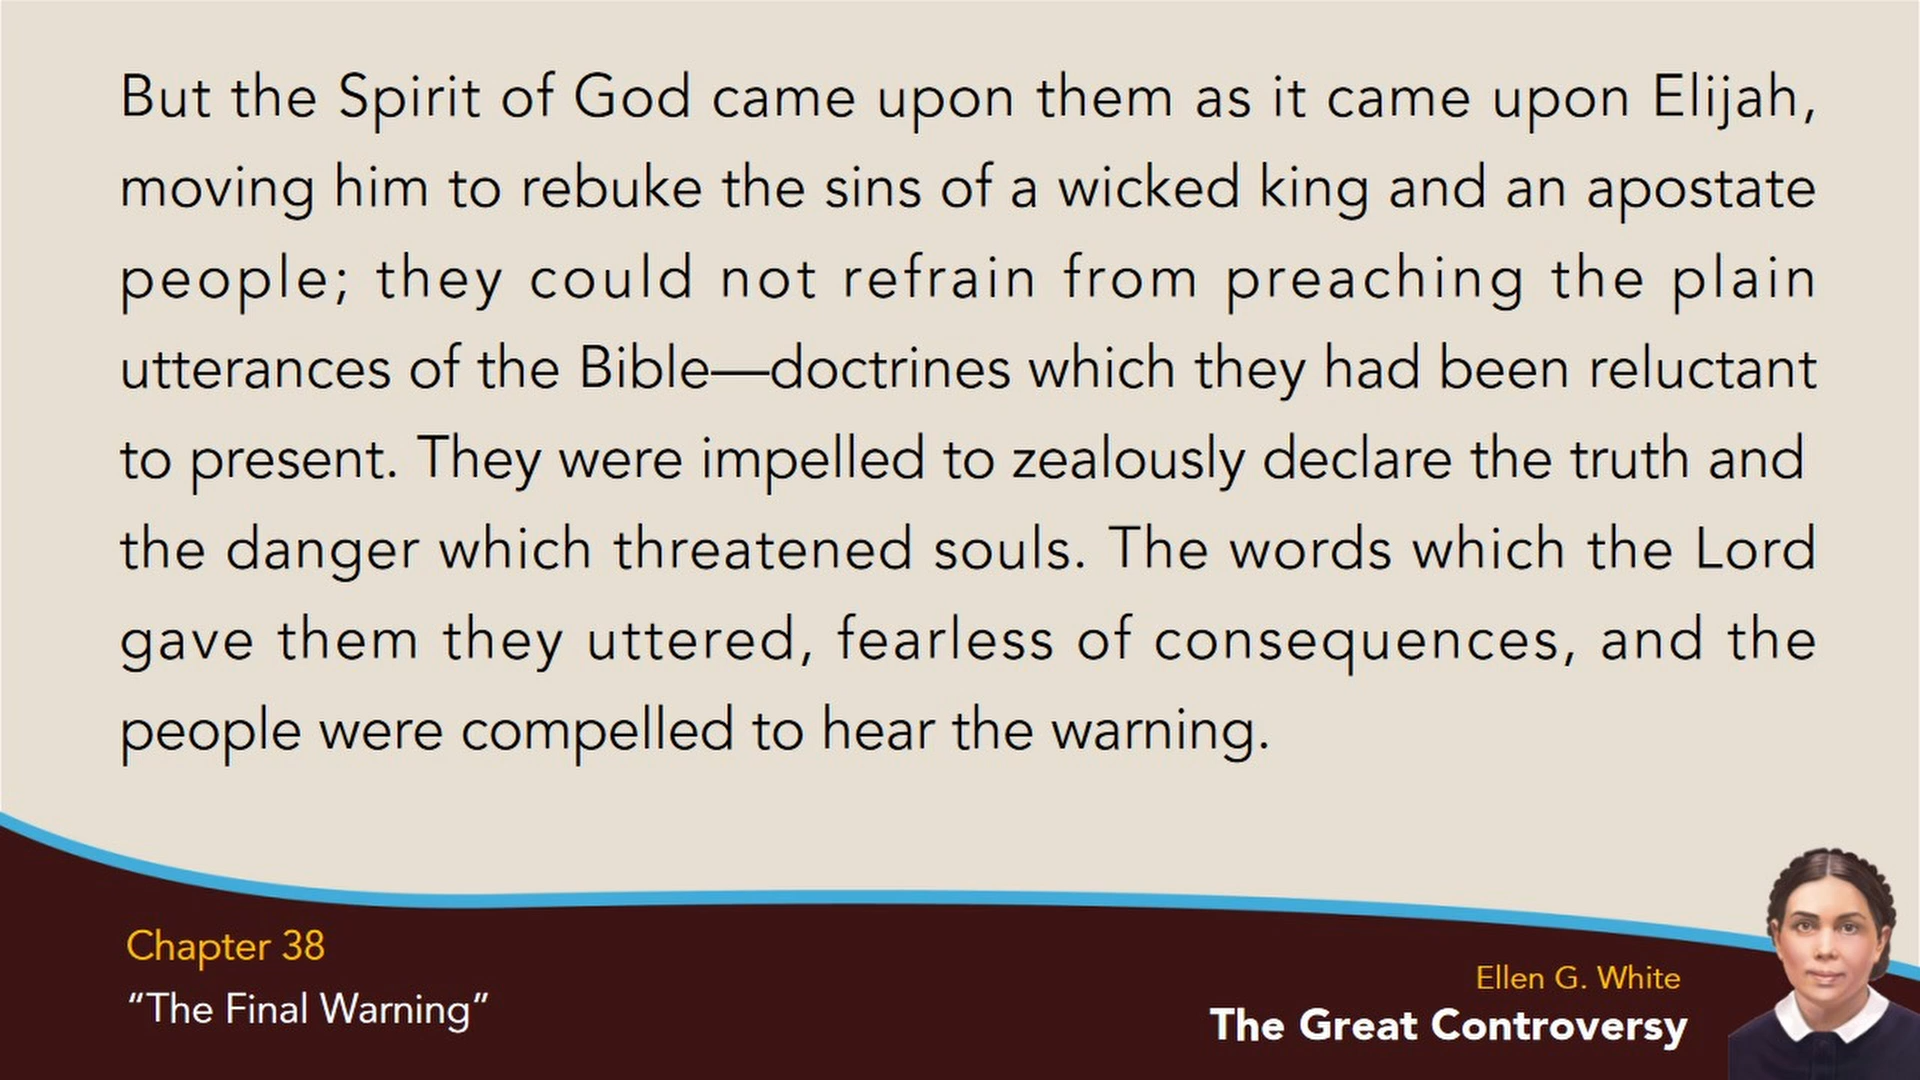 But the Spirit of God came upon them as it came upon Elijah,
moving him to rebuke the sins of a wicked king and an apostate
people; they could not refrain from preaching the plain
utterances of the Bible—doctrines which they had been reluctant
to present. They were impelled to zealously declare the truth and
the danger which threatened souls. The words which the Lord
gave them they uttered, fearless of consequences, and the
people were compelled to hear the warning.
Chapter 38
“The Final Warning”
Ellen G. White
The Great Controversy